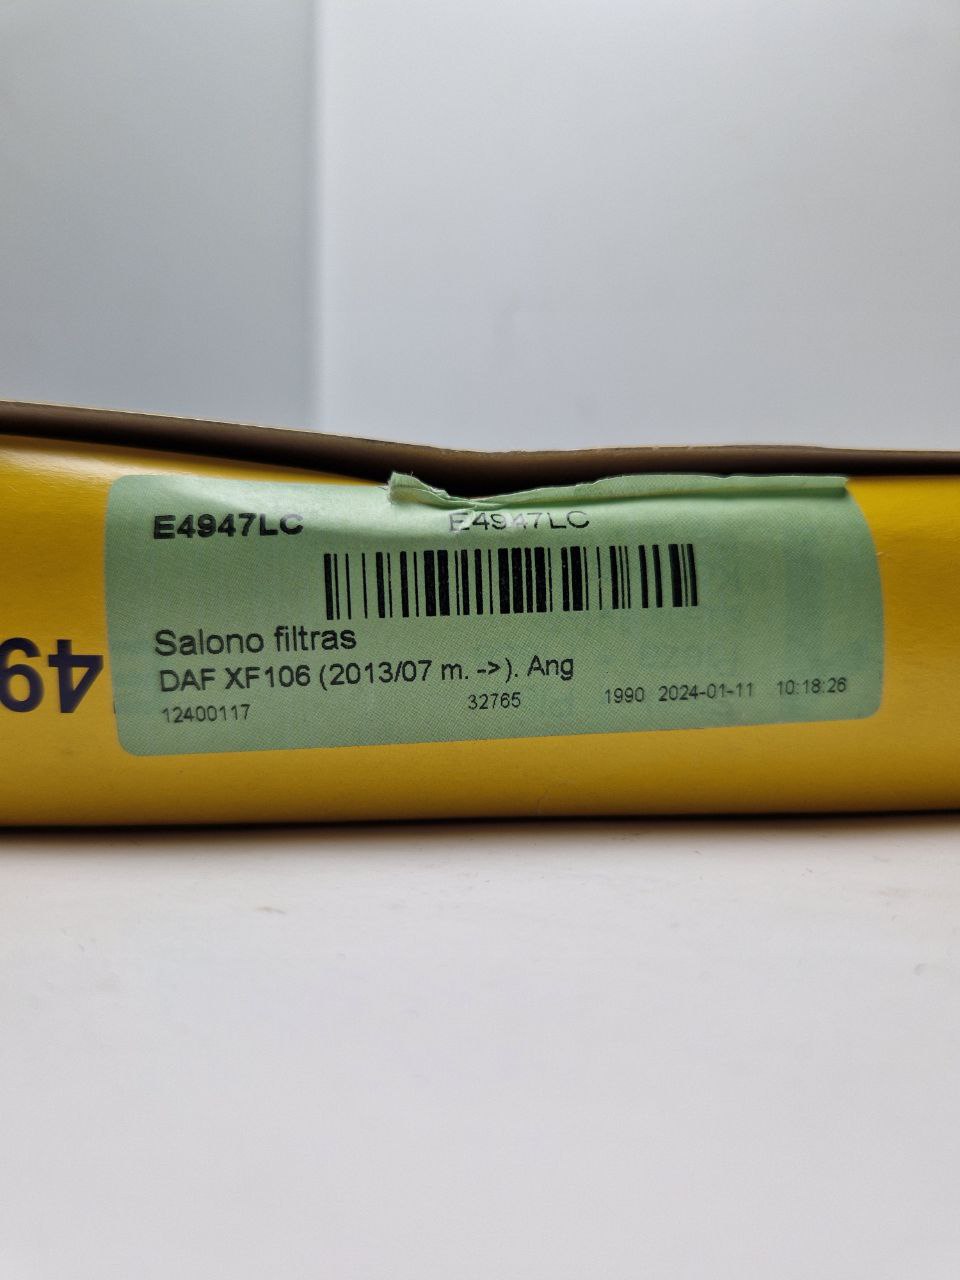 E4947LC E4947LC
Salono filtras
DAF XF106 (2013/07 m. ->). Ang
12400117 32765 1990 2024-01-11 10:18:26
49